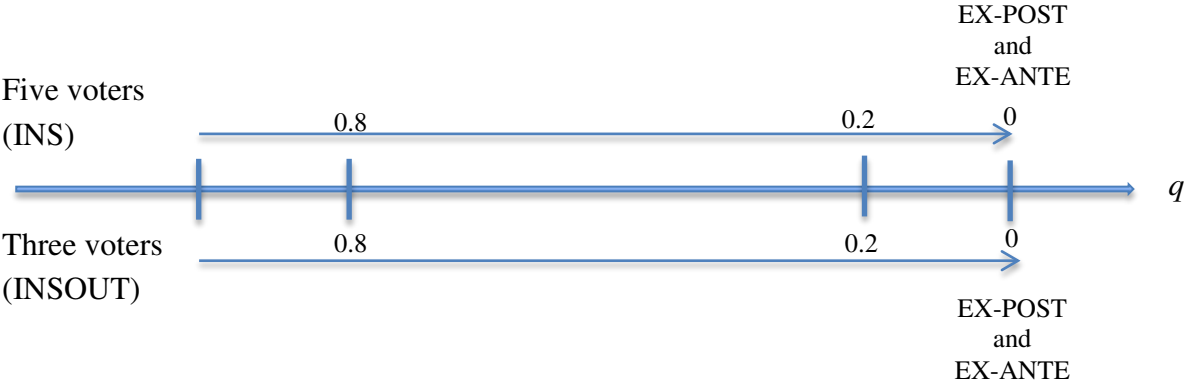 EX-POST
and
EX-ANTE
Five voters
(INS)
0.8
0.2
0
q
Three voters
(INSOUT)
0.8
0.2
0
EX-POST
and
EX-ANTE